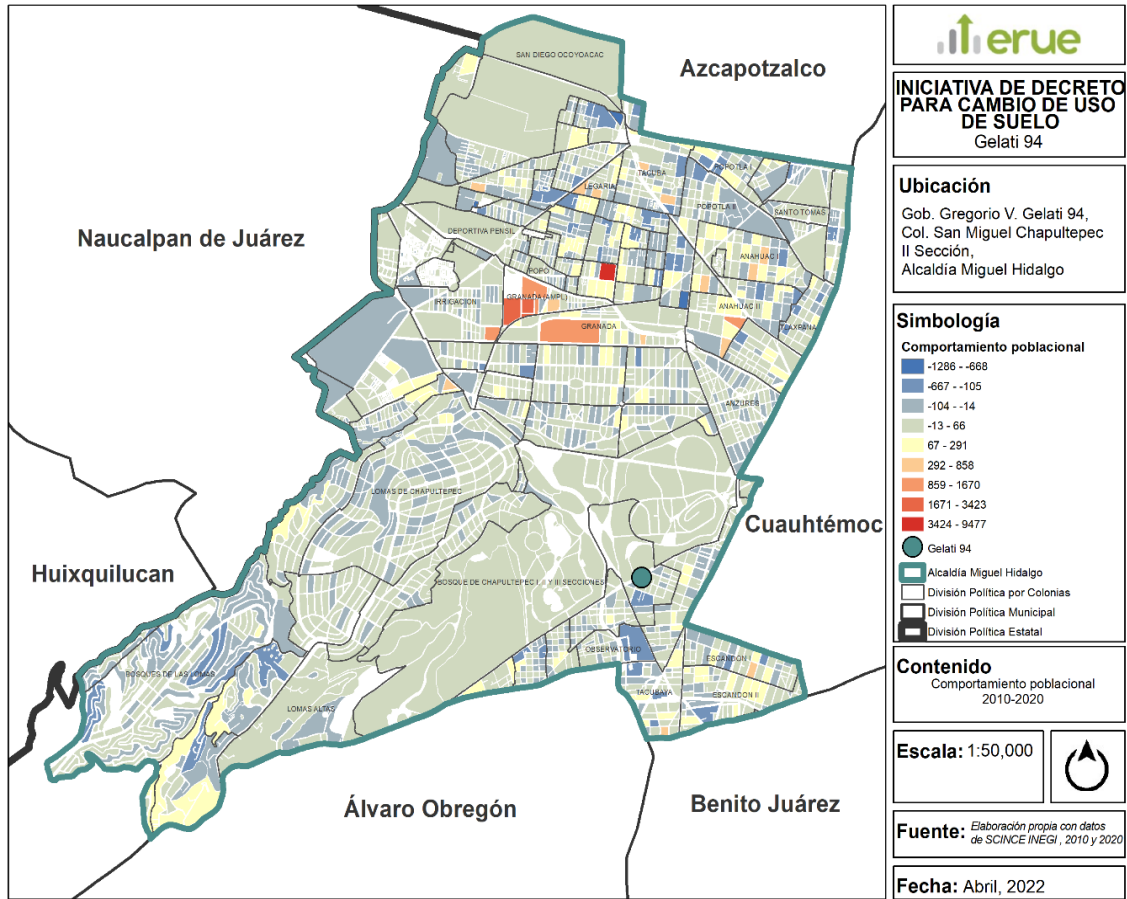 SAN DIEGO OCOYOACAC
Azcapotzalco
POPOTLA I
TACUBA
LEGARIA
POPOTLA II
SANTO TOMAS
Naucalpan de Juárez
DEPORTIVA PENSIL
ANAHUAC I
POPO
IRRIGACION
GRANADA (AMPL)
ANAHUAC II
GRANADA
TLAXPANA
ANZURES
LOMAS DE CHAPULTEPEC
Cuauhtémoc
Huixquilucan
BOSQUE DE CHAPULTEPEC I, II Y III SECCIONES
OBSERVATORIO
ESCANDON I
BOSQUES DE LAS LOMAS
TACUBAYA
ESCANDON II
LOMAS ALTAS
Álvaro Obregón
Benito Juárez
erue
INICIATIVA DE DECRETO
PARA CAMBIO DE USO
DE SUELO
Gelati 94
Ubicación
Gob. Gregorio V. Gelati 94,
Col. San Miguel Chapultepec
II Sección,
Alcaldía Miguel Hidalgo
Simbología
Comportamiento poblacional
-1286 - -668
-667 - -105
-104 - -14
-13 - 66
67 - 291
292 - 858
859 - 1670
1671 - 3423
3424 - 9477
Gelati 94
Alcaldía Miguel Hidalgo
División Política por Colonias
División Política Municipal
División Política Estatal
Contenido
Comportamiento poblacional
2010-2020
Escala: 1:50,000
Fuente: Elaboración propia con datos
de SCINCE INEGI , 2010 y 2020
Fecha: Abril, 2022